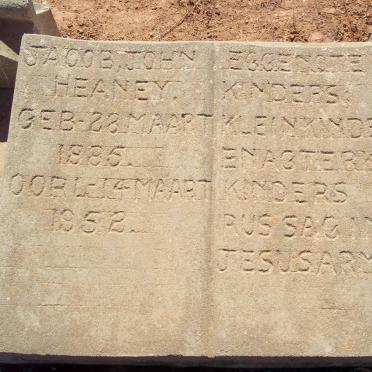 JACOB JOHN
HEANEY.
GEB-28 MAART
1885.
OORL-14 MAART
1952.
EGGENOTE
KINDERS:
KLEINKINDE
EN AGTERK
KINDERS
RUS SAG IN
JESUS ARM